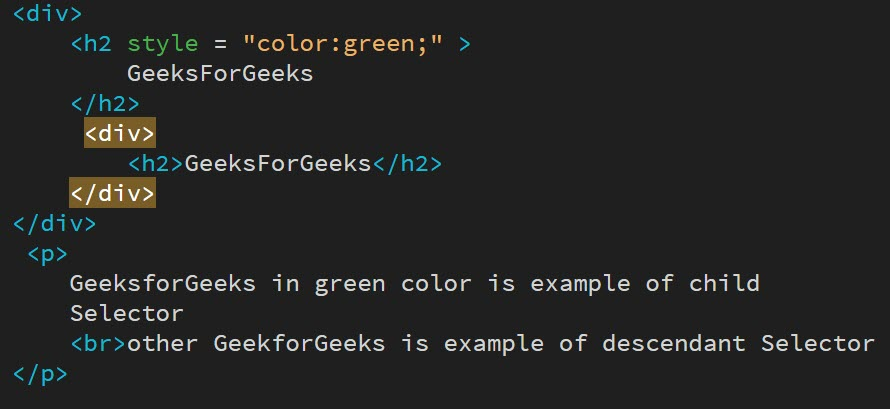 <div>
<h2 style = "color:green;" >
GeeksForGeeks
</h2>
<div>
<h2>GeeksForGeeks</h2>
</div>
</div>
<p>
GeeksforGeeks in green color is example of child
Selector
<br>other GeekforGeeks is example of descendant Selector
</p>